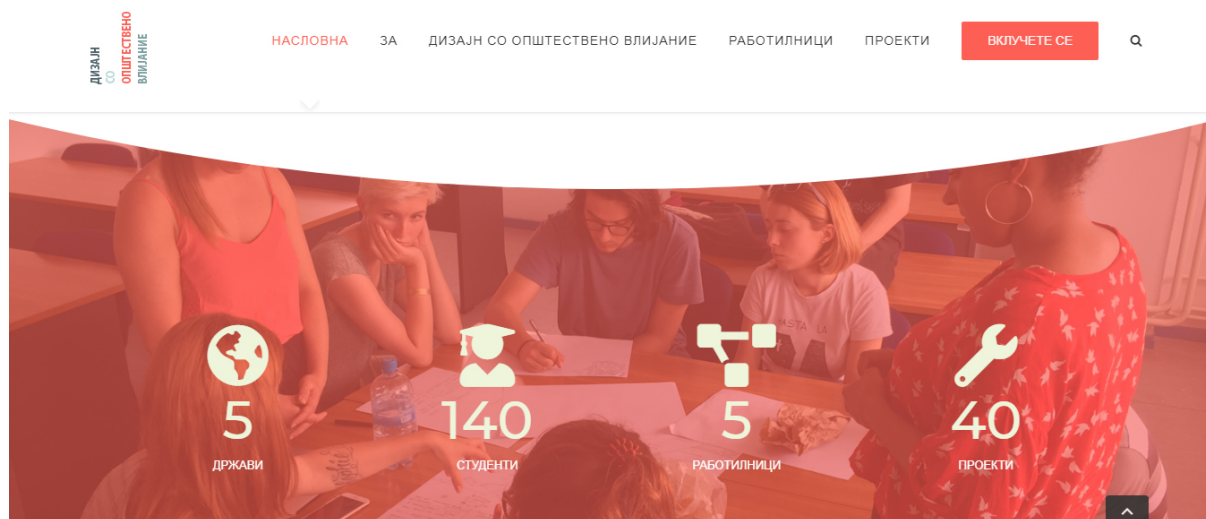 ДИЗАЈН
СО
ОПШТЕСТВЕНО
ВЛИЈАНИЕ
НАСЛОВНА ЗА ДИЗАЈН СО ОПШТЕСТВЕНО ВЛИЈАНИЕ РАБОТИЛНИЦИ ПРОЕКТИ ВКЛУЧЕТЕ СЕ
5 140 5 40
ДРЖАВИ СТУДЕНТИ РАБОТИЛНИЦИ ПРОЕКТИ